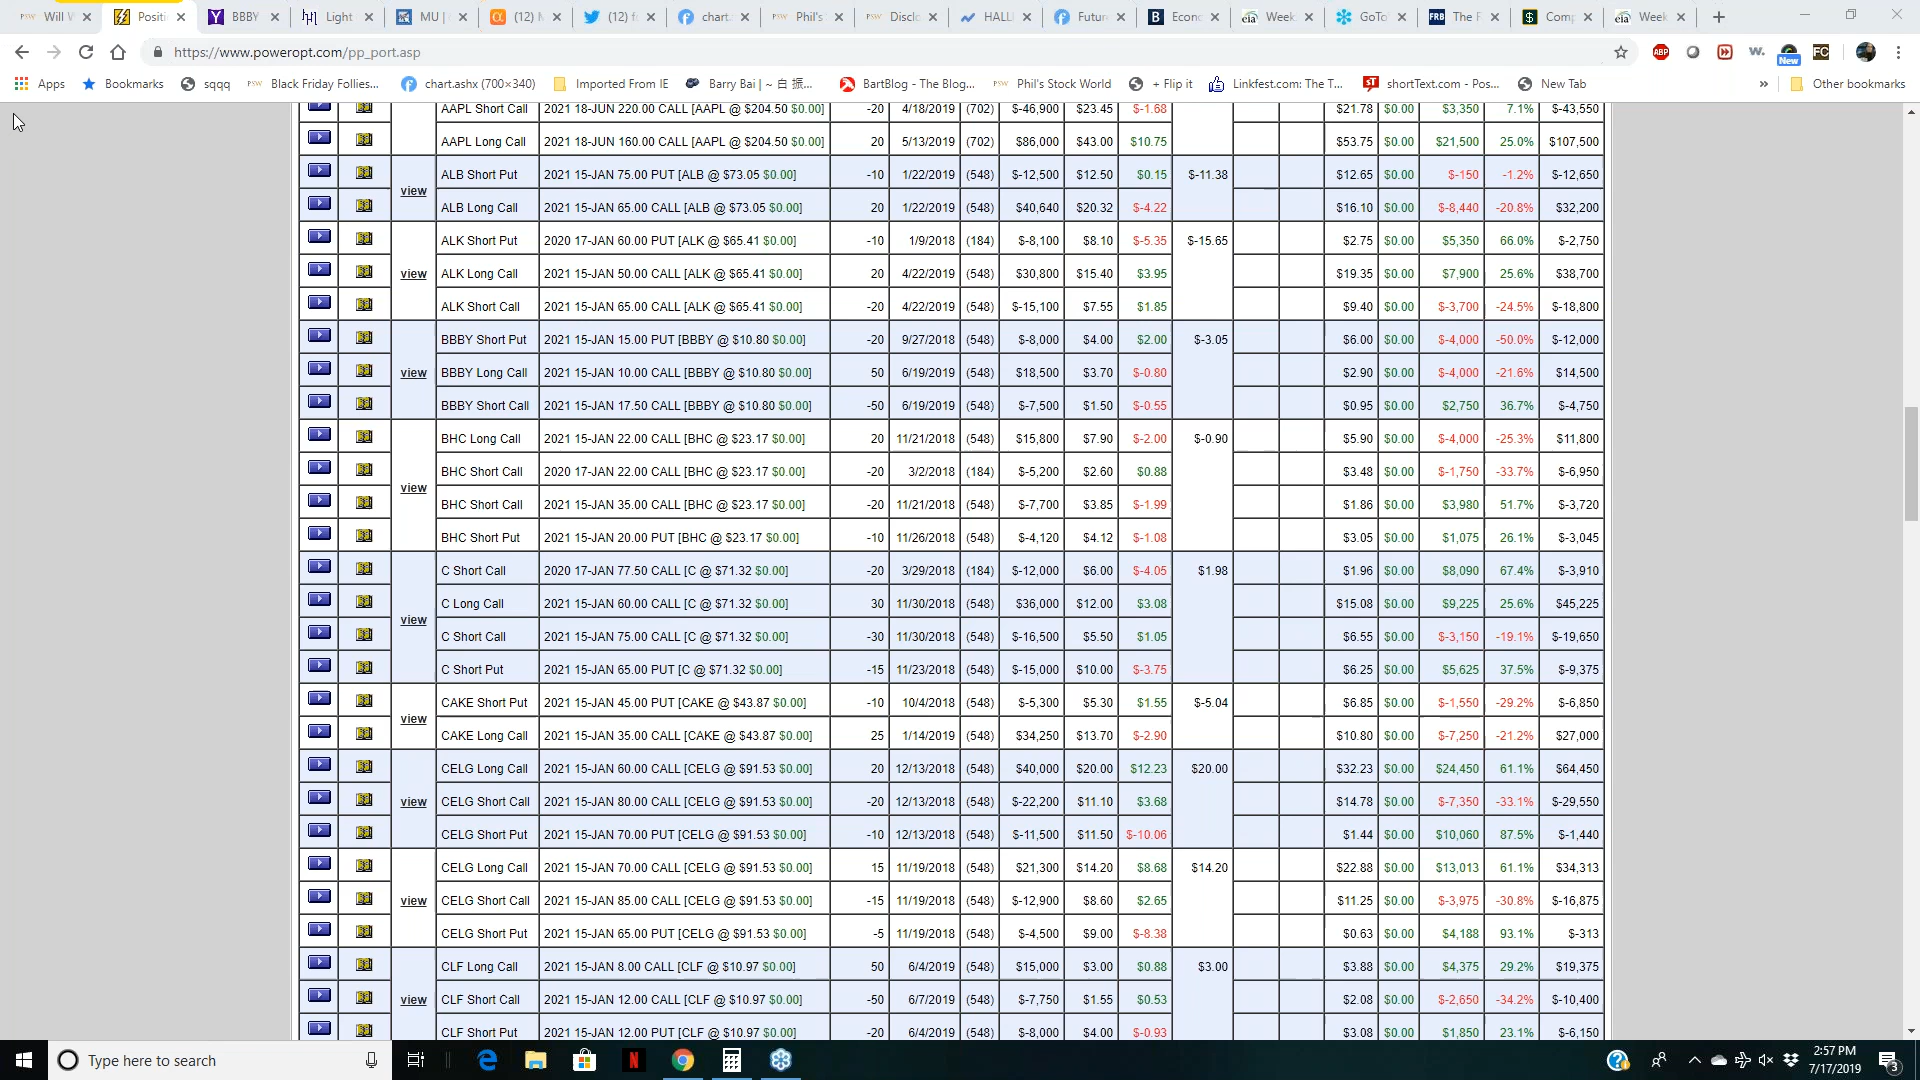 Will V
Positi
BBBY
Light
MU |
(12) M
(12) f
chart.
Phil's
Disclo
HALL
Future
Econ
Week
GoTo
The F
Comp
Week
https://www.poweropt.com/pp_port.asp
New
Apps Bookmarks sqqq Black Friday Follies... chart.ashx (700×340) Imported From IE Barry Bai | ~ 白 振... BartBlog - The Blog... Phil's Stock World + Flip it Linkfest.com: The T... shortText.com - Pos... New Tab » Other bookmarks
AAPL Short Call 2021 18-JUN 220.00 CALL [AAPL @ $204.50 $0.00] -20 4/18/2019 (702) $-46,900 $23.45 $-1.68 $21.78 $0.00 $3,350 7.1% $-43,550
AAPL Long Call 2021 18-JUN 160.00 CALL [AAPL @ $204.50 $0.00] 20 5/13/2019 (702) $86,000 $43.00 $10.75 $53.75 $0.00 $21,500 25.0% $107,500
view
ALB Short Put 2021 15-JAN 75.00 PUT [ALB @ $73.05 $0.00] -10 1/22/2019 (548) $-12,500 $12.50 $0.15 $-11.38 $12.65 $0.00 $-150 -1.2% $-12,650
ALB Long Call 2021 15-JAN 65.00 CALL [ALB @ $73.05 $0.00] 20 1/22/2019 (548) $40,640 $20.32 $-4.22 $16.10 $0.00 $-8,440 -20.8% $32,200
ALK Short Put 2020 17-JAN 60.00 PUT [ALK @ $65.41 $0.00] -10 1/9/2018 (184) $-8,100 $8.10 $-5.35 $-15.65 $2.75 $0.00 $5,350 66.0% $-2,750
view ALK Long Call 2021 15-JAN 50.00 CALL [ALK @ $65.41 $0.00] 20 4/22/2019 (548) $30,800 $15.40 $3.95 $19.35 $0.00 $7,900 25.6% $38,700
ALK Short Call 2021 15-JAN 65.00 CALL [ALK @ $65.41 $0.00] -20 4/22/2019 (548) $-15,100 $7.55 $1.85 $9.40 $0.00 $-3,700 -24.5% $-18,800
BBBY Short Put 2021 15-JAN 15.00 PUT [BBBY @ $10.80 $0.00] -20 9/27/2018 (548) $-8,000 $4.00 $2.00 $-3.05 $6.00 $0.00 $-4,000 -50.0% $-12,000
view BBBY Long Call 2021 15-JAN 10.00 CALL [BBBY @ $10.80 $0.00] 50 6/19/2019 (548) $18,500 $3.70 $-0.80 $2.90 $0.00 $-4,000 -21.6% $14,500
BBBY Short Call 2021 15-JAN 17.50 CALL [BBBY @ $10.80 $0.00] -50 6/19/2019 (548) $-7,500 $1.50 $-0.55 $0.95 $0.00 $2,750 36.7% $-4,750
BHC Long Call 2021 15-JAN 22.00 CALL [BHC @ $23.17 $0.00] 20 11/21/2018 (548) $15,800 $7.90 $-2.00 $-0.90 $5.90 $0.00 $-4,000 -25.3% $11,800
BHC Short Call 2020 17-JAN 22.00 CALL [BHC @ $23.17 $0.00] -20 3/2/2018 (184) $-5,200 $2.60 $0.88 $3.48 $0.00 $-1,750 -33.7% $-6,950
view
BHC Short Call 2021 15-JAN 35.00 CALL [BHC @ $23.17 $0.00] -20 11/21/2018 (548) $-7,700 $3.85 $-1.99 $1.86 $0.00 $3,980 51.7% $-3,720
BHC Short Put 2021 15-JAN 20.00 PUT [BHC @ $23.17 $0.00] -10 11/26/2018 (548) $-4,120 $4.12 $-1.08 $3.05 $0.00 $1,075 26.1% $-3,045
C Short Call 2020 17-JAN 77.50 CALL [C @ $71.32 $0.00] -20 3/29/2018 (184) $-12,000 $6.00 $-4.05 $1.98 $1.96 $0.00 $8,090 67.4% $-3,910
C Long Call 2021 15-JAN 60.00 CALL [C @ $71.32 $0.00] 30 11/30/2018 (548) $36,000 $12.00 $3.08 $15.08 $0.00 $9,225 25.6% $45,225
view
C Short Call 2021 15-JAN 75.00 CALL [C @ $71.32 $0.00] -30 11/30/2018 (548) $-16,500 $5.50 $1.05 $6.55 $0.00 $-3,150 -19.1% $-19,650
C Short Put 2021 15-JAN 65.00 PUT [C @ $71.32 $0.00] -15 11/23/2018 (548) $-15,000 $10.00 $-3.75 $6.25 $0.00 $5,625 37.5% $-9,375
CAKE Short Put 2021 15-JAN 45.00 PUT [CAKE @ $43.87 $0.00] -10 10/4/2018 (548) $-5,300 $5.30 $1.55 $-5.04 $6.85 $0.00 $-1,550 -29.2% $-6,850
view
CAKE Long Call 2021 15-JAN 35.00 CALL [CAKE @ $43.87 $0.00] 25 1/14/2019 (548) $34,250 $13.70 $-2.90 $10.80 $0.00 $-7,250 -21.2% $27,000
CELG Long Call 2021 15-JAN 60.00 CALL [CELG @ $91.53 $0.00] 20 12/13/2018 (548) $40,000 $20.00 $12.23 $20.00 $32.23 $0.00 $24,450 61.1% $64,450
view CELG Short Call 2021 15-JAN 80.00 CALL [CELG @ $91.53 $0.00] -20 12/13/2018 (548) $-22,200 $11.10 $3.68 $14.78 $0.00 $-7,350 -33.1% $-29,550
CELG Short Put 2021 15-JAN 70.00 PUT [CELG @ $91.53 $0.00] -10 12/13/2018 (548) $-11,500 $11.50 $-10.06 $1.44 $0.00 $10,060 87.5% $-1,440
CELG Long Call 2021 15-JAN 70.00 CALL [CELG @ $91.53 $0.00] 15 11/19/2018 (548) $21,300 $14.20 $8.68 $14.20 $22.88 $0.00 $13,013 61.1% $34,313
view CELG Short Call 2021 15-JAN 85.00 CALL [CELG @ $91.53 $0.00] -15 11/19/2018 (548) $-12,900 $8.60 $2.65 $11.25 $0.00 $-3,975 -30.8% $-16,875
CELG Short Put 2021 15-JAN 65.00 PUT [CELG @ $91.53 $0.00] -5 11/19/2018 (548) $-4,500 $9.00 $-8.38 $0.63 $0.00 $4,188 93.1% $-313
CLF Long Call 2021 15-JAN 8.00 CALL [CLF @ $10.97 $0.00] 50 6/4/2019 (548) $15,000 $3.00 $0.88 $3.00 $3.88 $0.00 $4,375 29.2% $19,375
view CLF Short Call 2021 15-JAN 12.00 CALL [CLF @ $10.97 $0.00] -50 6/7/2019 (548) $-7,750 $1.55 $0.53 $2.08 $0.00 $-2,650 -34.2% $-10,400
CLF Short Put 2021 15-JAN 12.00 PUT [CLF @ $10.97 $0.00] -20 6/4/2019 (548) $-8,000 $4.00 $-0.93 $3.08 $0.00 $1,850 23.1% $-6,150
Type here to search
2:57 PM
7/17/2019
3